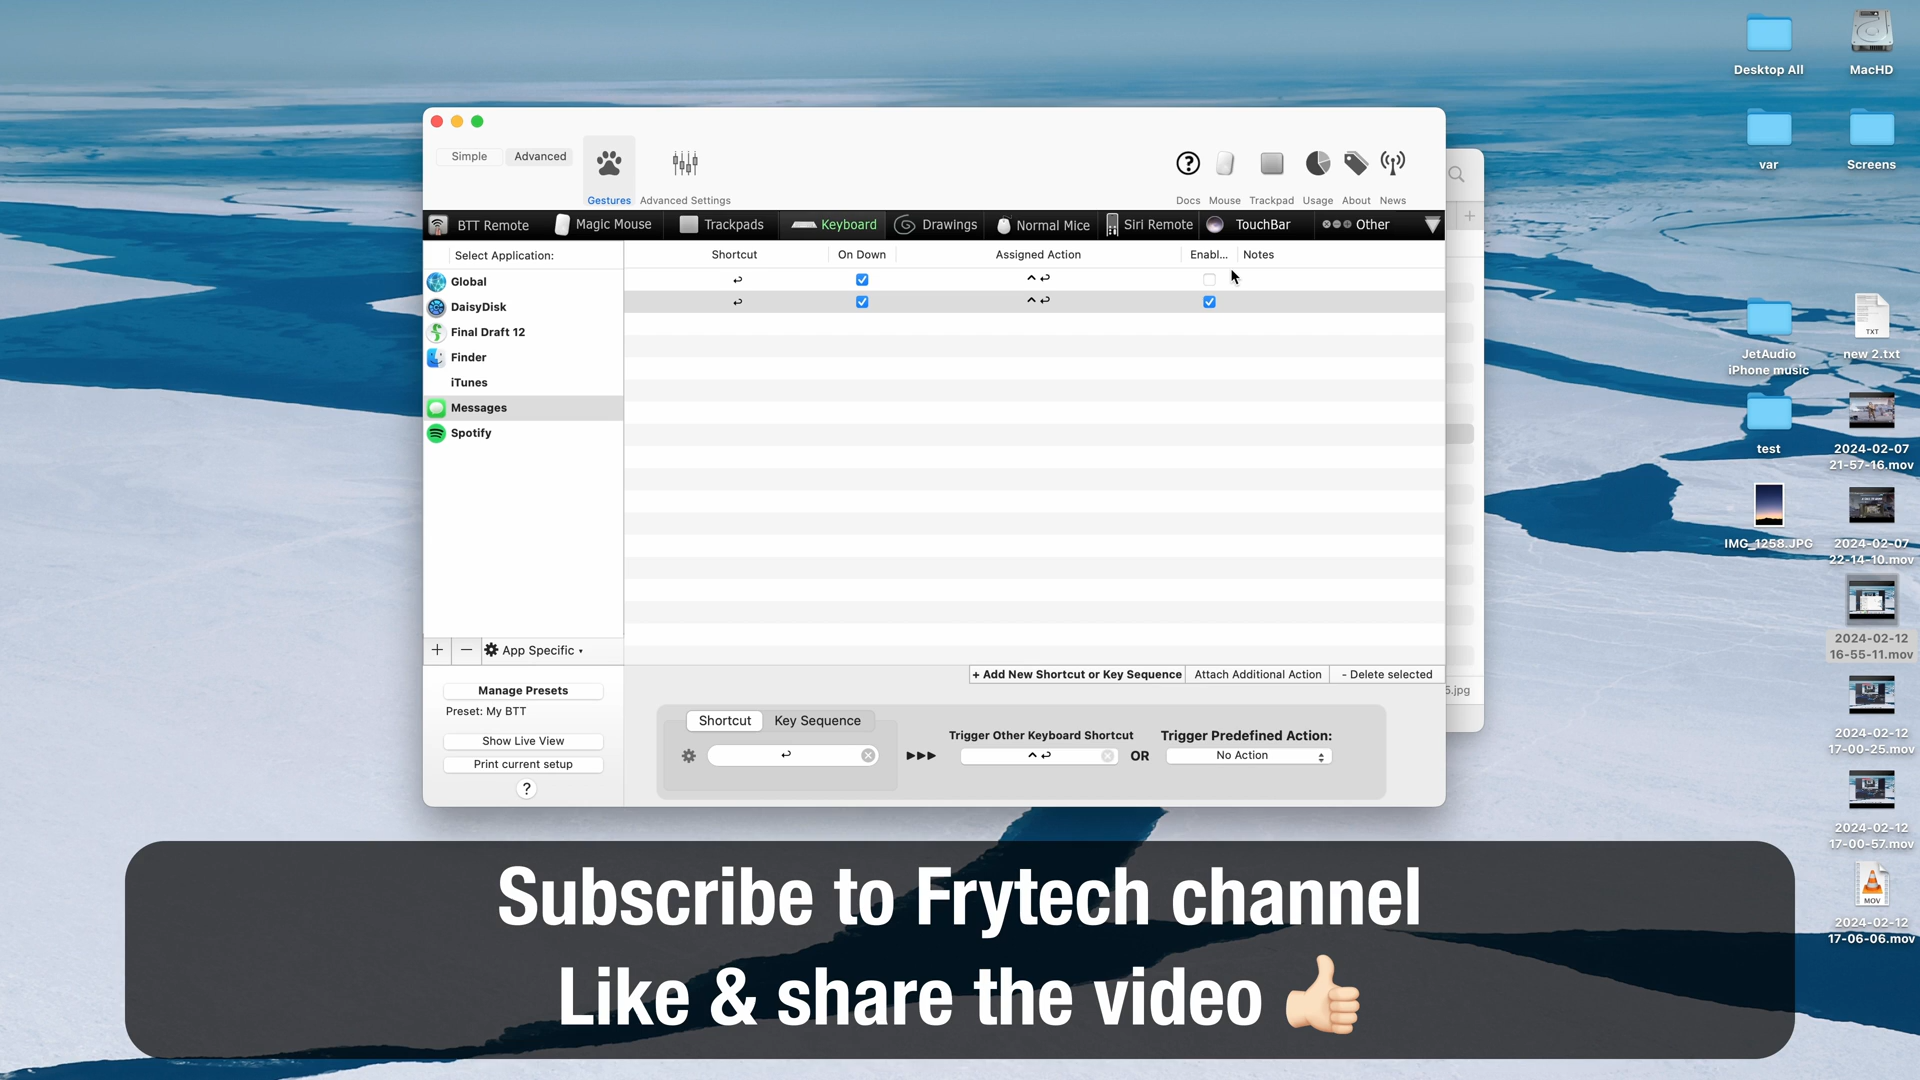 Simple
Advanced
Gestures
Advanced Settings
Docs
Mouse
Trackpad
Usage
About
News
BTT Remote
Magic Mouse
Trackpads
Keyboard
Drawings
Normal Mice
Siri Remote
TouchBar
Other
Select Application:
Shortcut
On Down
Assigned Action
Enabl...
Notes
Global
DaisyDisk
Final Draft 12
Finder
iTunes
Messages
Spotify
↩
^ ↩
↩
^ ↩
+
−
App Specific
+ Add New Shortcut or Key Sequence
Attach Additional Action
- Delete selected
Manage Presets
Preset: My BTT
Show Live View
Print current setup
?
Shortcut
Key Sequence
↩
Trigger Other Keyboard Shortcut
^ ↩
OR
Trigger Predefined Action:
No Action
5.jpg
Desktop All
MacHD
var
Screens
JetAudio
iPhone music
TXT
new 2.txt
test
2024-02-07
21-57-16.mov
IMG_1258.JPG
2024-02-07
22-14-10.mov
2024-02-12
16-55-11.mov
2024-02-12
17-00-25.mov
2024-02-12
17-00-57.mov
MOV
2024-02-12
17-06-06.mov
Subscribe to Frytech channel
Like & share the video 👍🏻